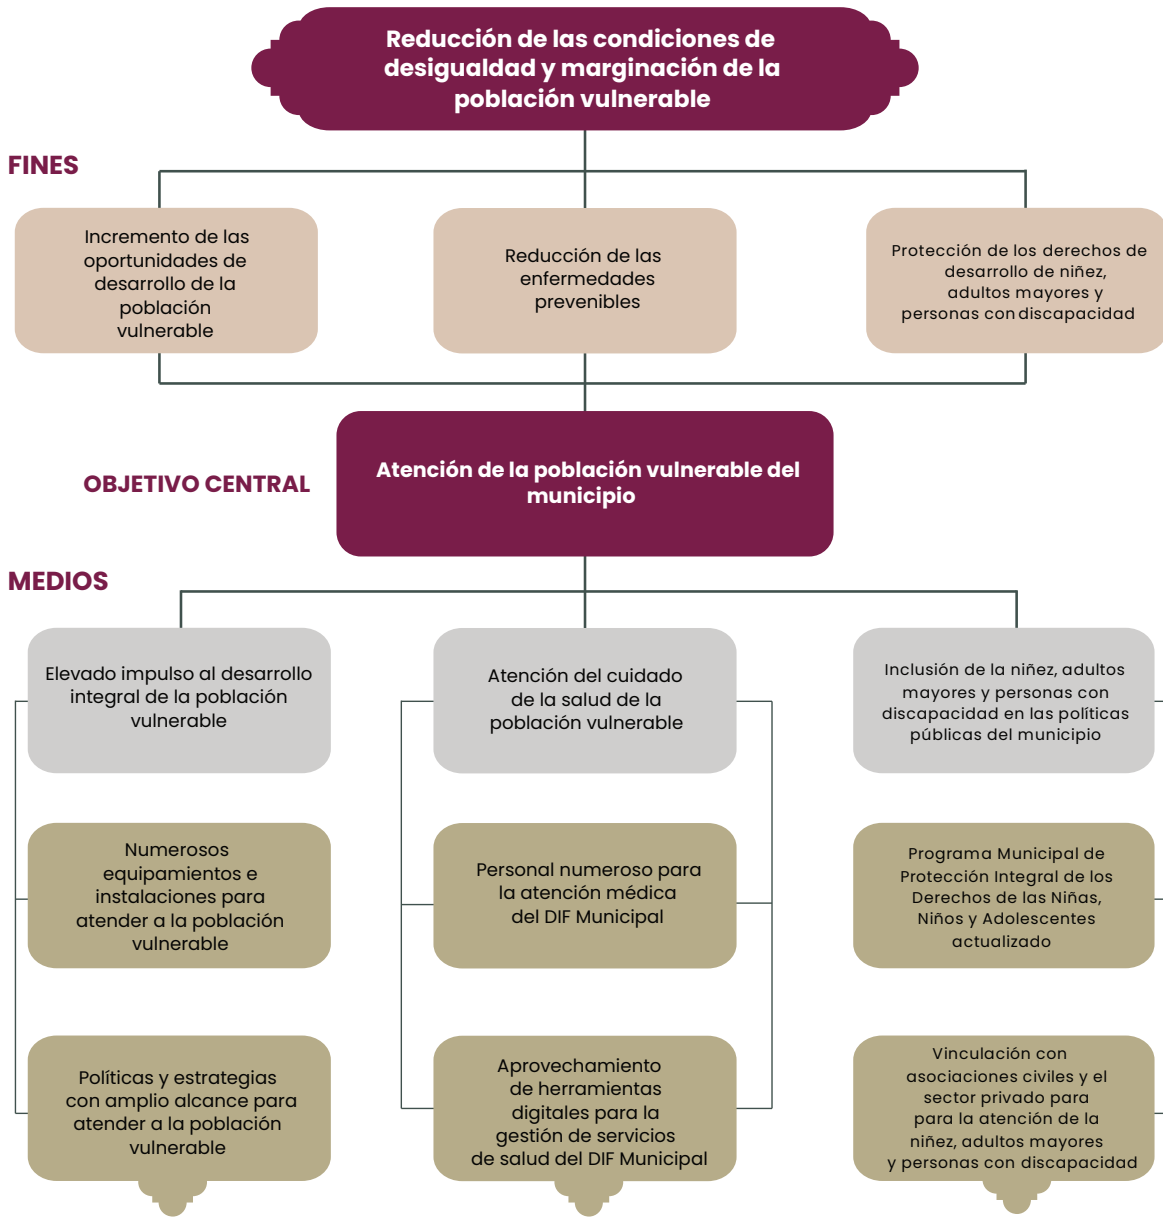 Reducción de las condiciones de
desigualdad y marginación de la
población vulnerable
FINES
Incremento de las
oportunidades de
desarrollo de la
población
vulnerable
Reducción de las
enfermedades
prevenibles
Protección de los derechos de
desarrollo de niñez,
adultos mayores y
personas con discapacidad
OBJETIVO CENTRAL
Atención de la población vulnerable del
municipio
MEDIOS
Elevado impulso al desarrollo
integral de la población
vulnerable
Atención del cuidado
de la salud de la
población vulnerable
Inclusión de la niñez, adultos
mayores y personas con
discapacidad en las políticas
públicas del municipio
Numerosos
equipamientos e
instalaciones para
atender a la población
vulnerable
Personal numeroso para
la atención médica
del DIF Municipal
Programa Municipal de
Protección Integral de los
Derechos de las Niñas,
Niños y Adolescentes
actualizado
Políticas y estrategias
con amplio alcance para
atender a la población
vulnerable
Aprovechamiento
de herramientas
digitales para la
gestión de servicios
de salud del DIF Municipal
Vinculación con
asociaciones civiles y el
sector privado para
para la atención de la
niñez, adultos mayores
y personas con discapacidad